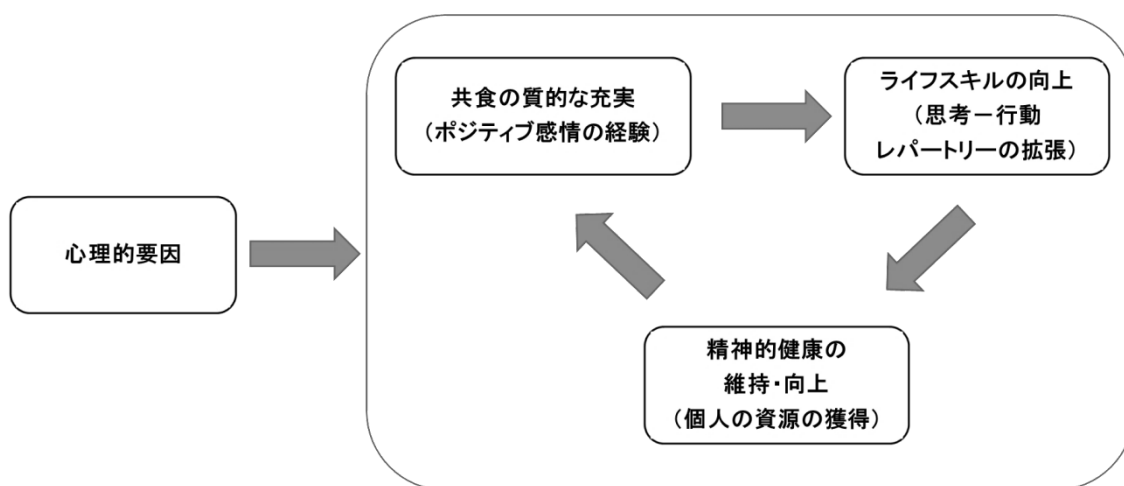 共食の質的な充実
（ポジティブ感情の経験）
ライフスキルの向上
（思考－行動
レパートリーの拡張）
心理的要因
精神的健康の
維持・向上
（個人の資源の獲得）